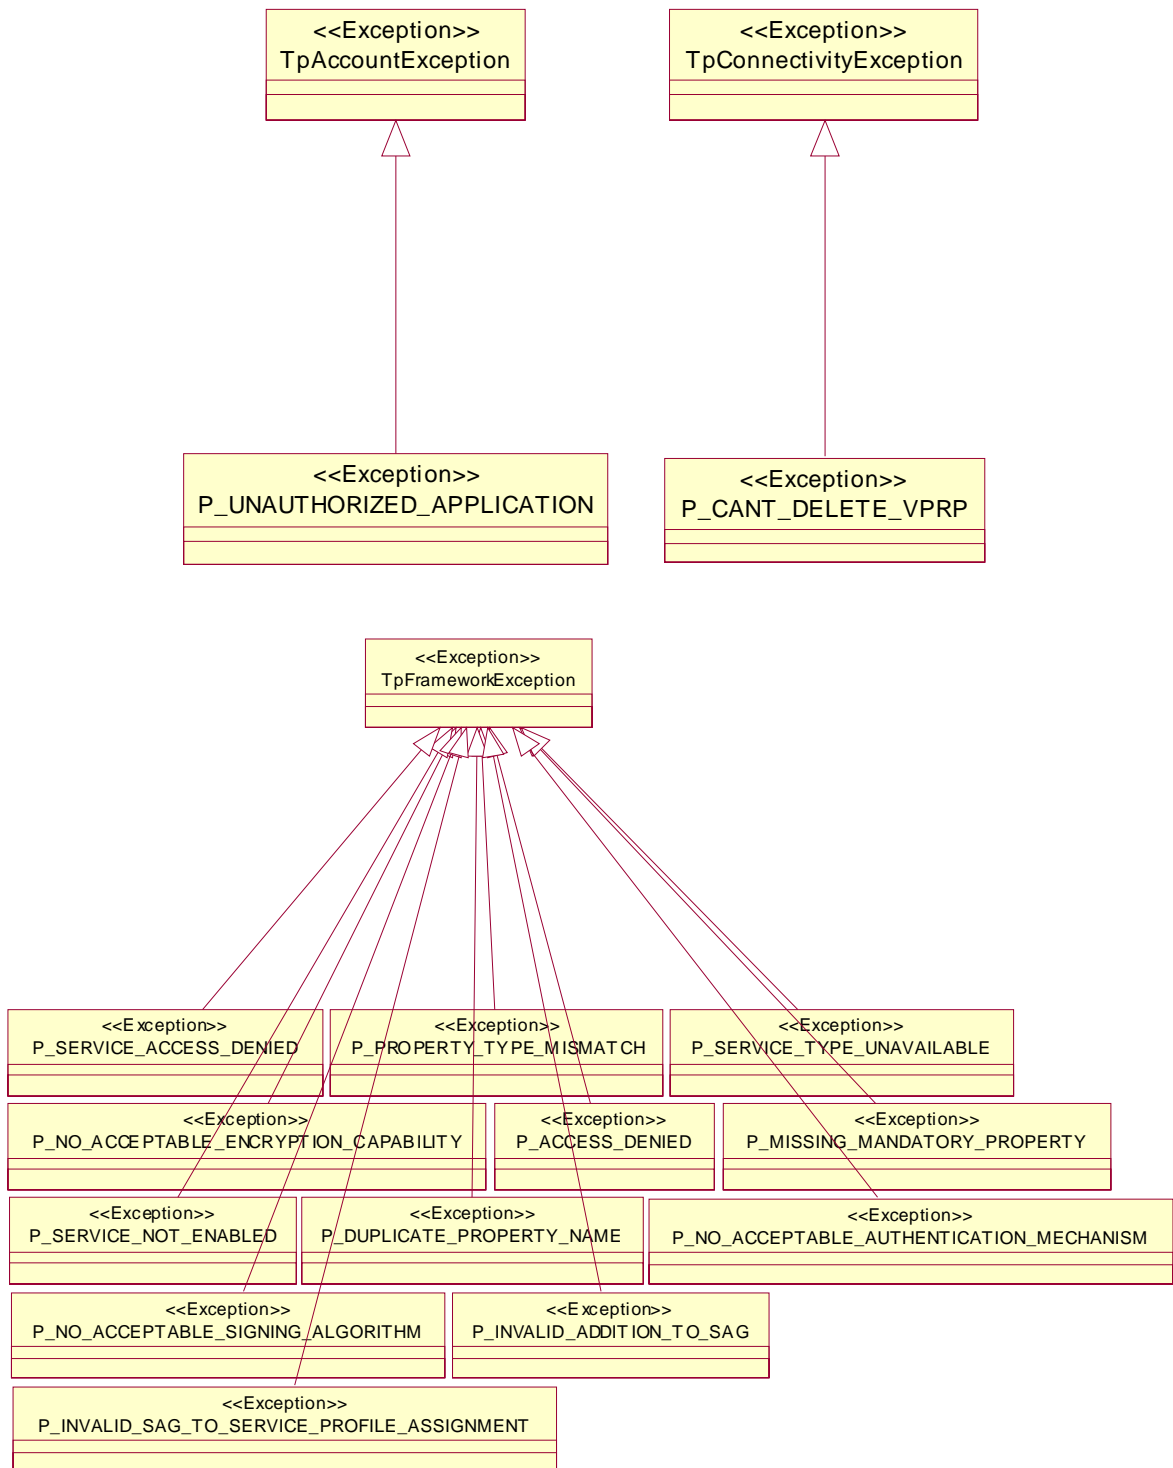 <<Exception>>
TpAccountException
<<Exception>>
TpConnectivityException
<<Exception>>
P_UNAUTHORIZED_APPLICATION
<<Exception>>
P_CANT_DELETE_VPRP
<<Exception>>
TpFrameworkException
<<Exception>>
P_SERVICE_ACCESS_DENIED
<<Exception>>
P_PROPERTY_TYPE_MISMATCH
<<Exception>>
P_SERVICE_TYPE_UNAVAILABLE
<<Exception>>
P_NO_ACCEPTABLE_ENCRYPTION_CAPABILITY
<<Exception>>
P_ACCESS_DENIED
<<Exception>>
P_MISSING_MANDATORY_PROPERTY
<<Exception>>
P_SERVICE_NOT_ENABLED
<<Exception>>
P_DUPLICATE_PROPERTY_NAME
<<Exception>>
P_NO_ACCEPTABLE_AUTHENTICATION_MECHANISM
<<Exception>>
P_NO_ACCEPTABLE_SIGNING_ALGORITHM
<<Exception>>
P_INVALID_ADDITION_TO_SAG
<<Exception>>
P_INVALID_SAG_TO_SERVICE_PROFILE_ASSIGNMENT